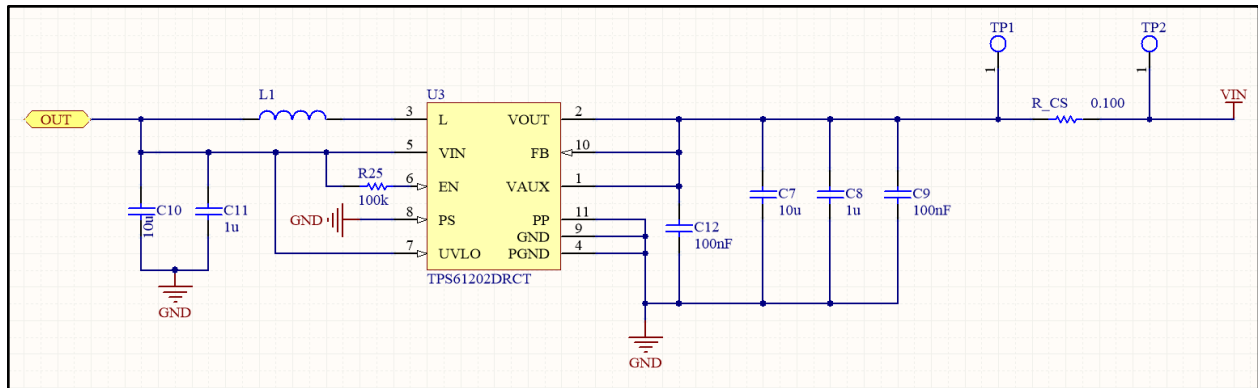 TP1
TP2
1
1
L1
U3
R_CS 0.100
VIN
OUT
3 L VOUT 2
5 VIN FB 10
R25
100k
6 EN VAUX 1
GND 8 PS PP 11
GND 9
7 UVLO PGND 4
TPS61202DRCT
C10
10u
C11
1u
GND
C12
100nF
C7
10u
C8
1u
C9
100nF
GND